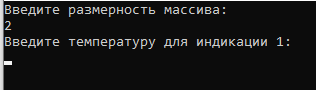 Введите размерность массива:
2
Введите температуру для индикации 1: